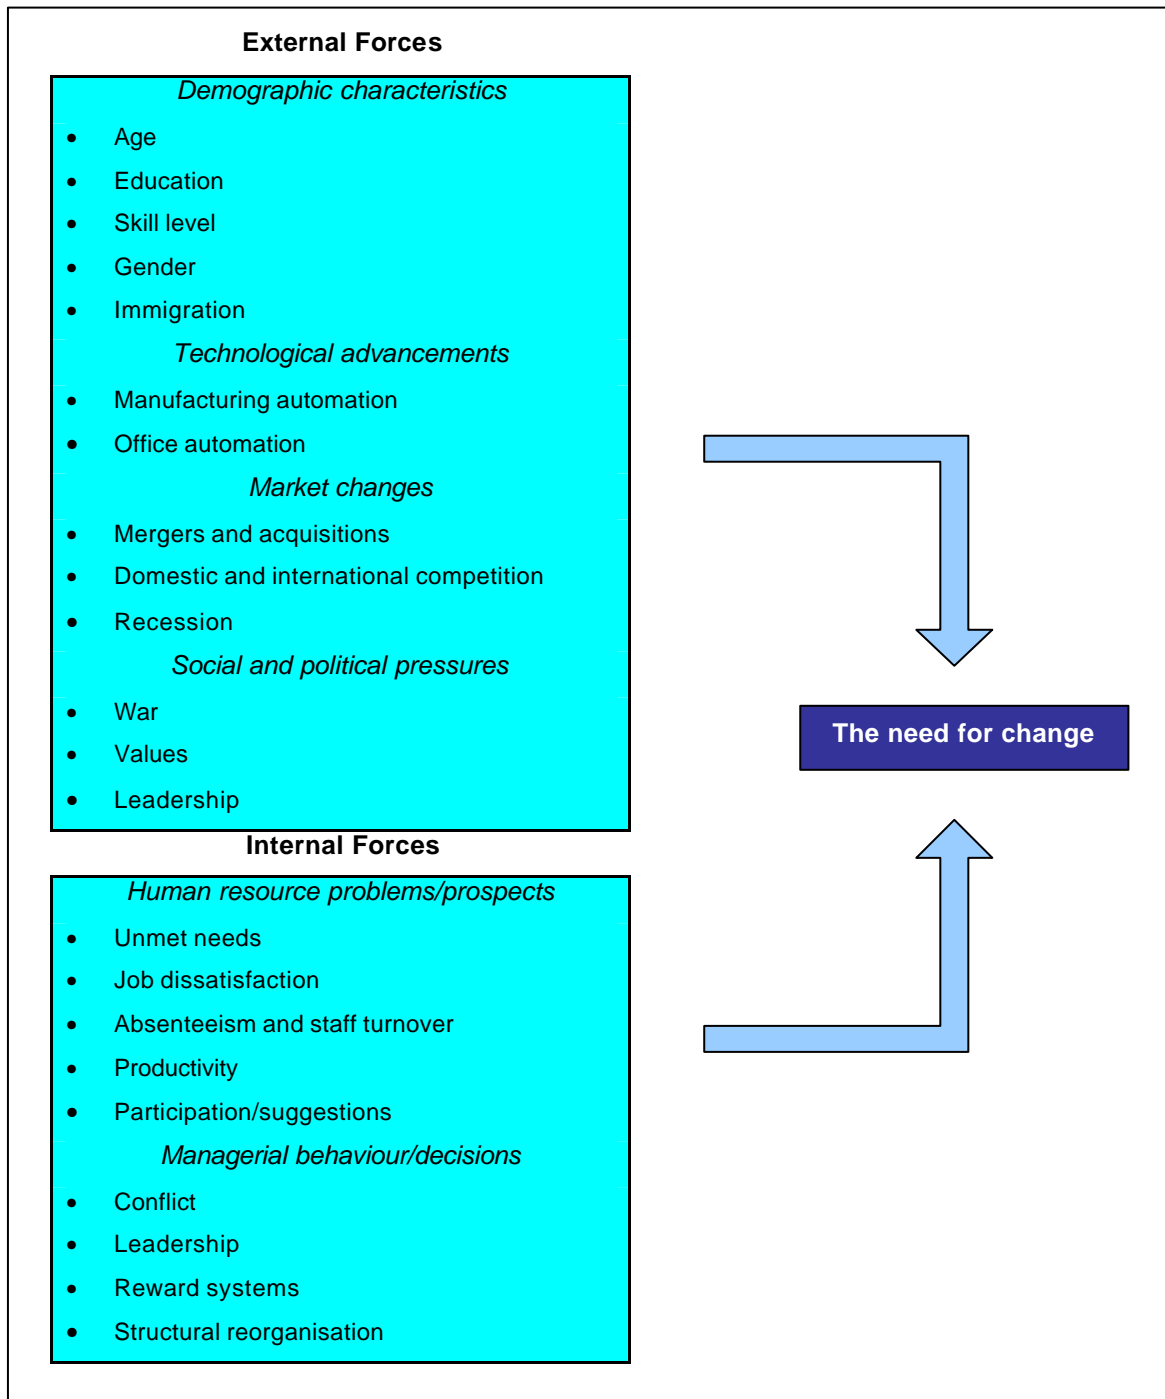 External Forces
Demographic characteristics
• Age
• Education
• Skill level
• Gender
• Immigration
Technological advancements
• Manufacturing automation
• Office automation
Market changes
• Mergers and acquisitions
• Domestic and international competition
• Recession
Social and political pressures
• War
• Values
• Leadership
The need for change
Internal Forces
Human resource problems/prospects
• Unmet needs
• Job dissatisfaction
• Absenteeism and staff turnover
• Productivity
• Participation/suggestions
Managerial behaviour/decisions
• Conflict
• Leadership
• Reward systems
• Structural reorganisation